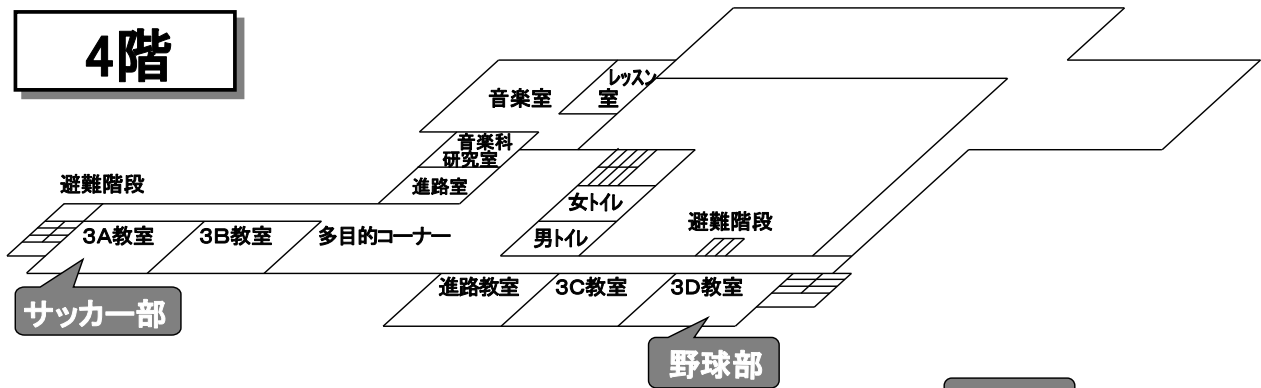 4階
レッスン
室
音楽室
音楽科
研究室
進路室
避難階段
女トイレ
避難階段
3A教室
3B教室
多目的コーナー
男トイレ
進路教室
3C教室
3D教室
サッカー部
野球部